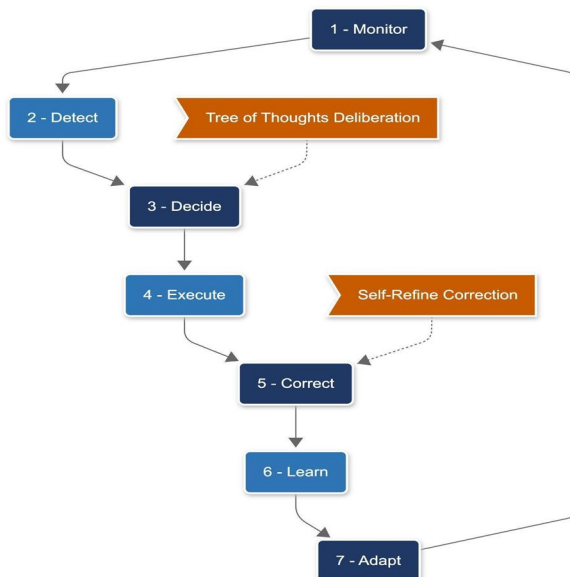 1 - Monitor
2 - Detect
Tree of Thoughts Deliberation
3 - Decide
4 - Execute
Self-Refine Correction
5 - Correct
6 - Learn
7 - Adapt